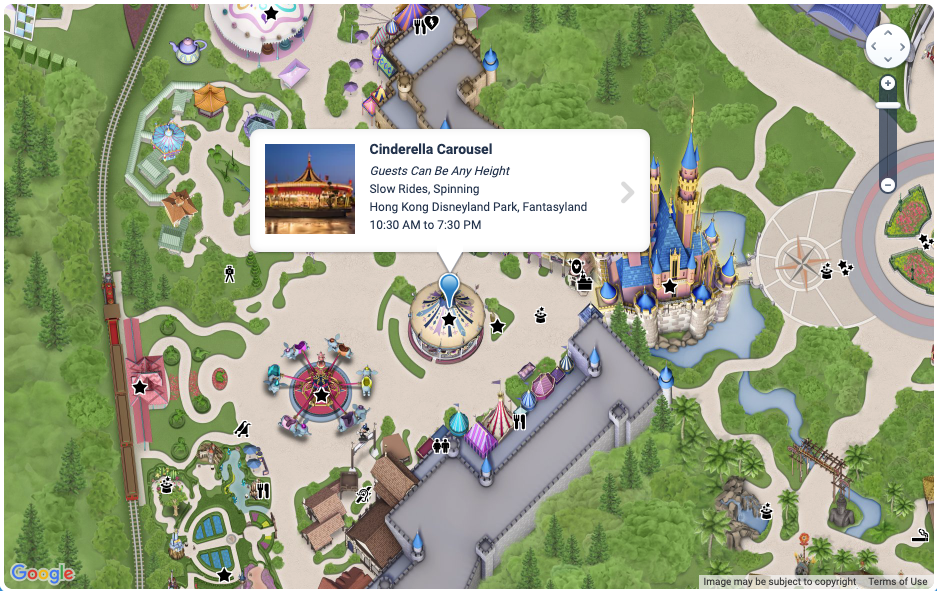 Cinderella Carousel
Guests Can Be Any Height
Slow Rides, Spinning
Hong Kong Disneyland Park, Fantasyland
10:30 AM to 7:30 PM
Google
Image may be subject to copyright
Terms of Use